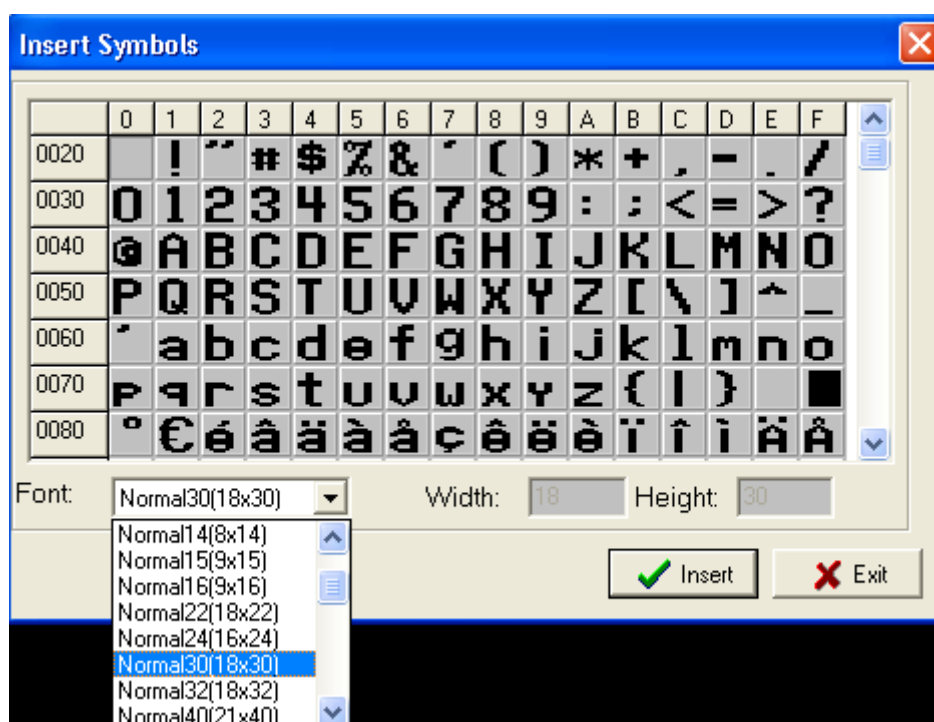 Insert Symbols
0 1 2 3 4 5 6 7 8 9 A B C D E F
0020 ! ¨ # $ % & ´ ( ) * + , - . /
0030 0 1 2 3 4 5 6 7 8 9 : ; < = > ?
0040 @ A B C D E F G H I J K L M N O
0050 P Q R S T U V W X Y Z [ \ ] ^ _
0060 ´ a b c d e f g h i j k l m n o
0070 p q r s t u v w x y z { | } ■
0080 º € é â ä à å ç ê ë è ï î ì Ä Å
Font: Normal30(18x30) Width: 18 Height: 30
Normal14(8x14)
Normal15(9x15)
Normal16(9x16)
Normal22(18x22)
Normal24(16x24)
Normal30(18x30)
Normal32(18x32)
Normal40(21x40)
Insert Exit